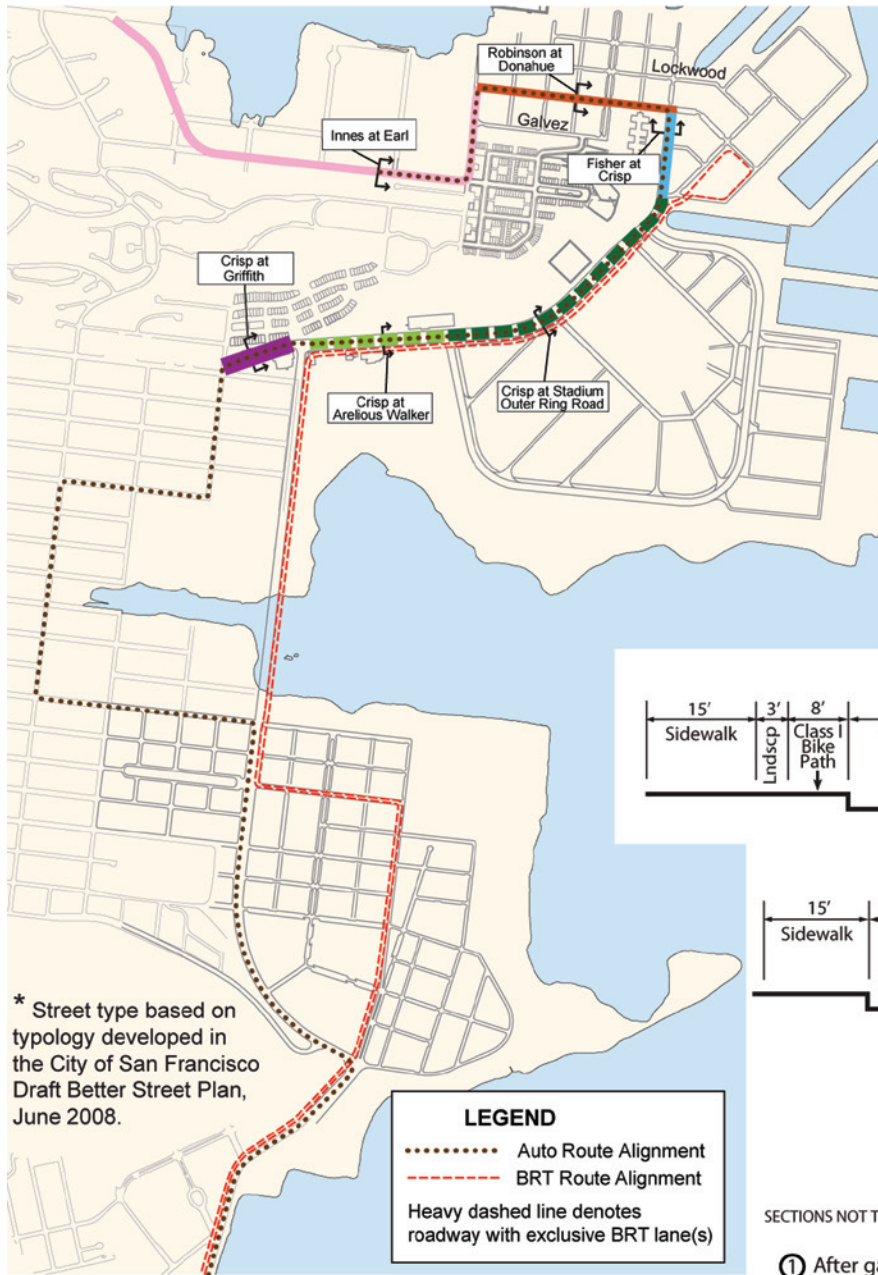 Robinson at
Donahue
Lockwood
Galvez
Innes at Earl
Fisher at
Crisp
Crisp at
Griffith
Crisp at
Arelious Walker
Crisp at Stadium
Outer Ring Road
15' 3' 8'
Sidewalk
Lndscp
Class I
Bike
Path
15'
Sidewalk
* Street type based on
typology developed in
the City of San Francisco
Draft Better Street Plan,
June 2008.
LEGEND
Auto Route Alignment
BRT Route Alignment
Heavy dashed line denotes
roadway with exclusive BRT lane(s)
SECTIONS NOT T
1 After ga